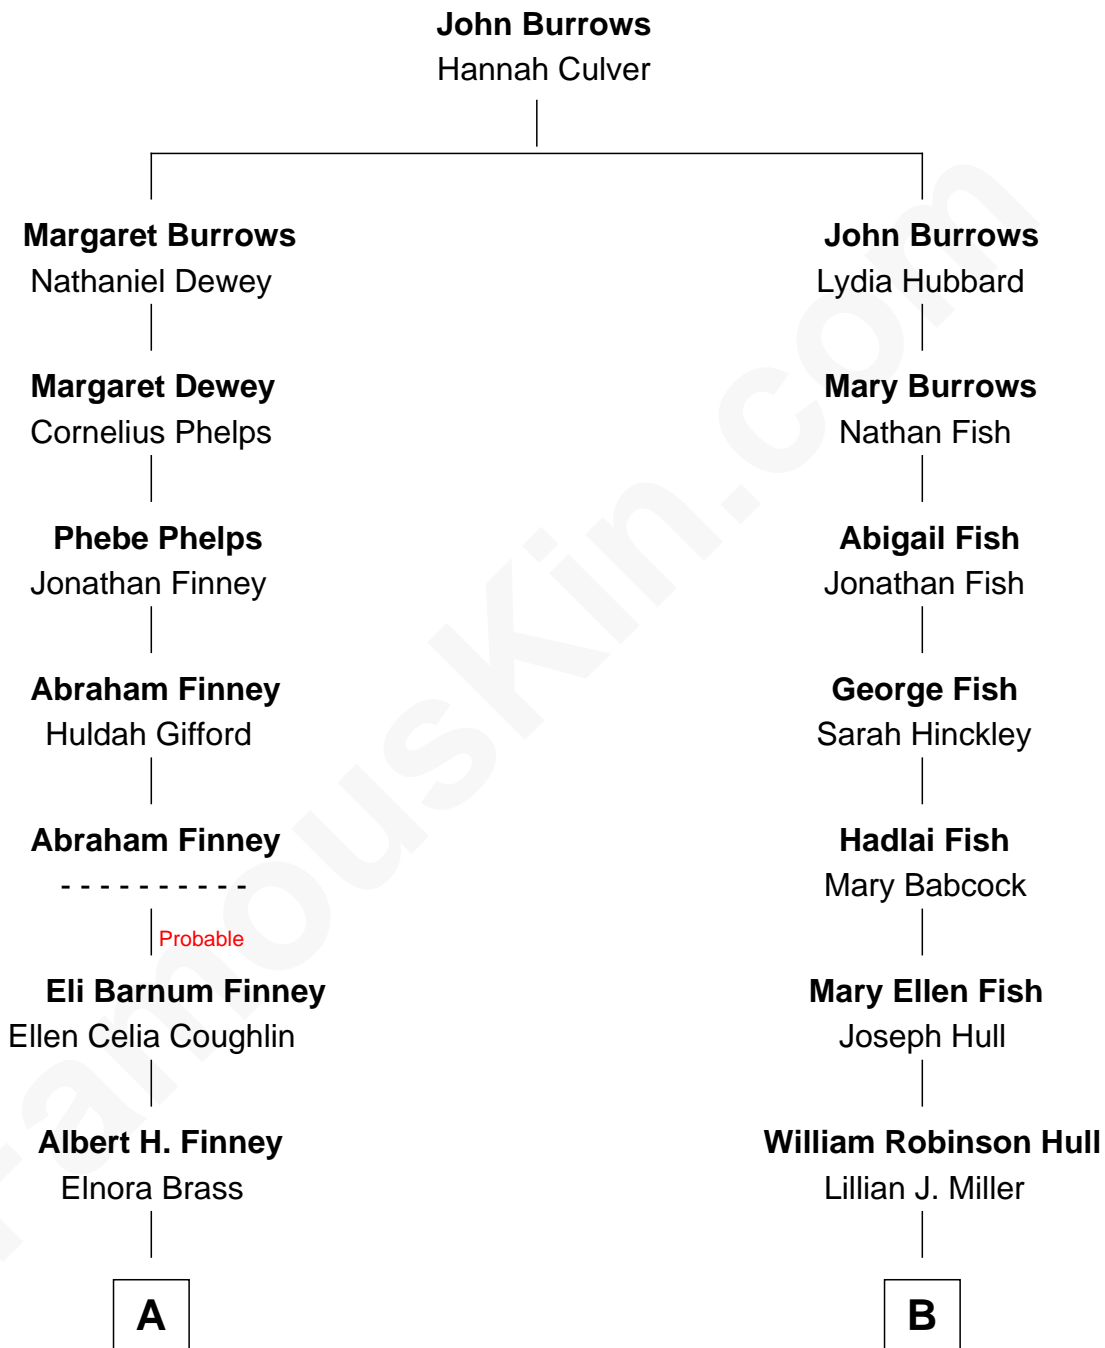 John Burrows
Hannah Culver
Margaret Burrows
Nathaniel Dewey
John Burrows
Lydia Hubbard
Margaret Dewey
Cornelius Phelps
Mary Burrows
Nathan Fish
Phebe Phelps
Jonathan Finney
Abigail Fish
Jonathan Fish
Abraham Finney
Huldah Gifford
George Fish
Sarah Hinckley
Abraham Finney
- - - - - - - - - -
Hadlai Fish
Mary Babcock
Probable
Eli Barnum Finney
Ellen Celia Coughlin
Mary Ellen Fish
Joseph Hull
Albert H. Finney
Elnora Brass
William Robinson Hull
Lillian J. Miller
A
B
FamousKin.com